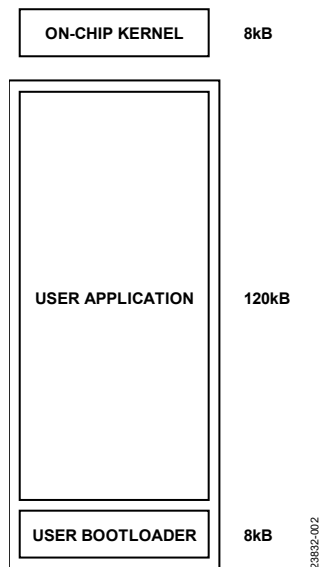 ON-CHIP KERNEL 8kB
USER APPLICATION 120kB
USER BOOTLOADER 8kB
23832-002